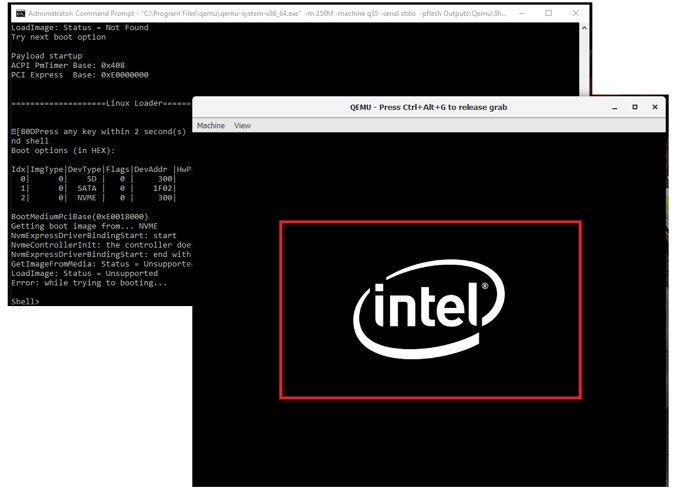 Administrator: Command Prompt - "C:\Program Files\qemu\qemu-system-x86_64.exe" -m 256M -machine q35 -serial stdio -pflash Outputs\Qemu\Sli...
LoadImage: Status = Not Found
Try next boot option
Payload startup
ACPI PmTimer Base: 0x408
PCI Express  Base: 0xE0000000
====================Linux Loader======
[80DPress any key within 2 second(s)
nd shell
Boot options (in HEX):
Idx|ImgType|DevType|Flags|DevAddr |HwP
0| 0| SD | 0 | 300|
1| 0| SATA | 0 | 1F02|
2| 0| NVME | 0 | 300|
BootMediumPciBase(0xE0018000)
Getting boot image from... NVME
NvmExpressDriverBindingStart: start
NvmeControllerInit: the controller doe
NvmExpressDriverBindingStart: end with
GetImageFromMedia: Status = Unsupporte
LoadImage: Status = Unsupported
Error: while trying to booting...
Shell>
QEMU - Press Ctrl+Alt+G to release grab
Machine View
intel®